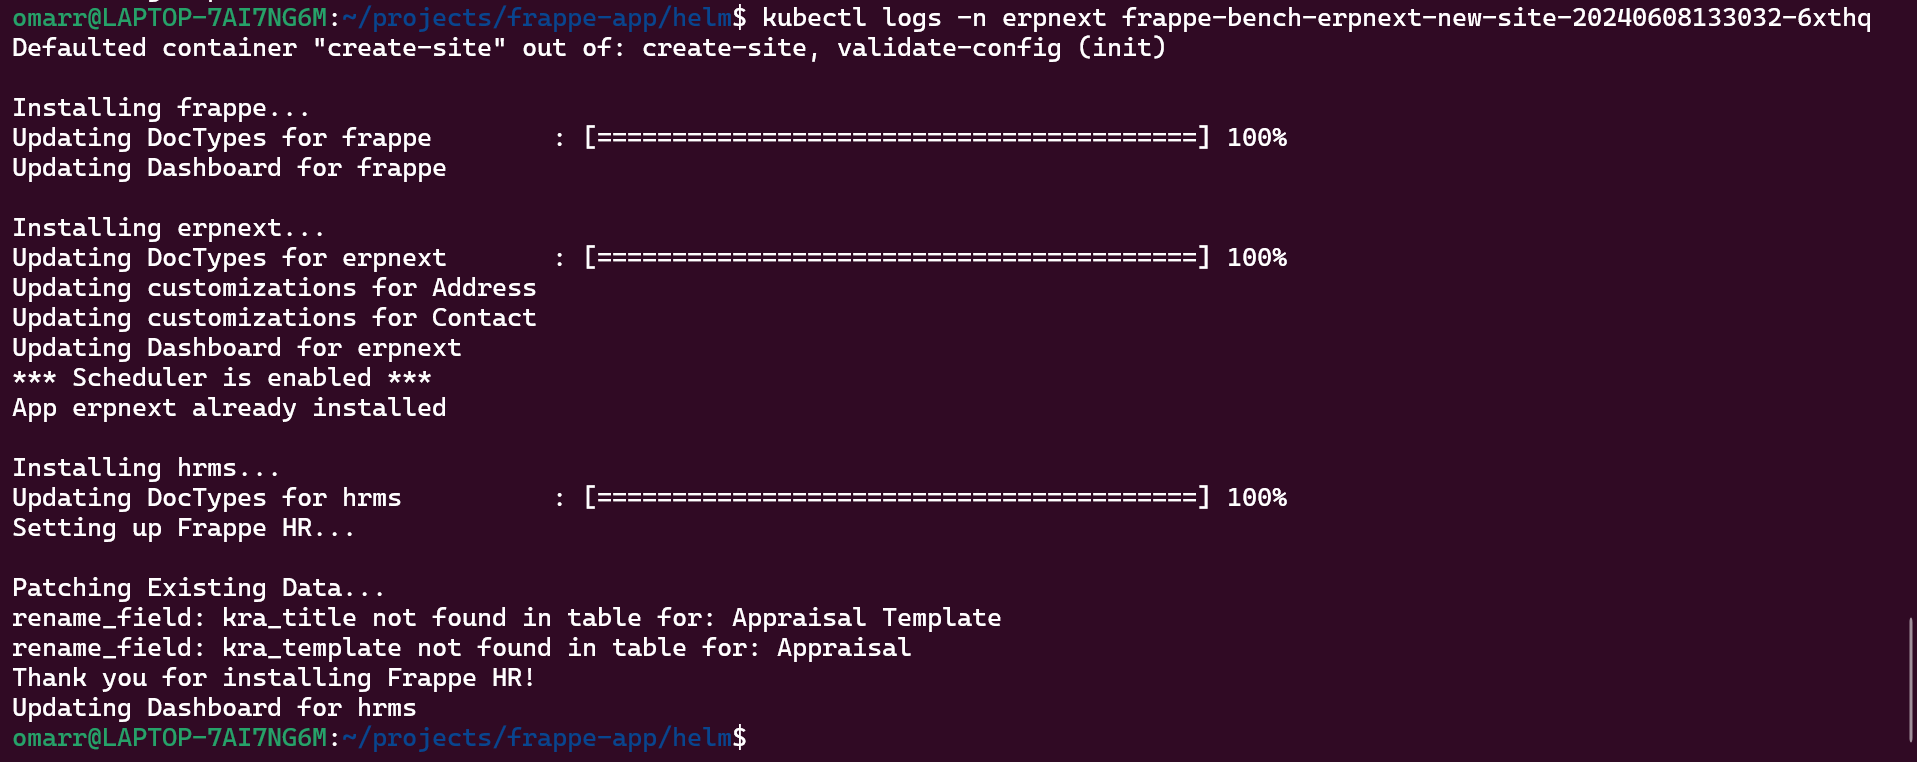 omarr@LAPTOP-7AI7NG6M:~/projects/frappe-app/helm$ kubectl logs -n erpnext frappe-bench-erpnext-new-site-20240608133032-6xthq
Defaulted container "create-site" out of: create-site, validate-config (init)
Installing frappe...
Updating DocTypes for frappe        : [========================================] 100%
Updating Dashboard for frappe
Installing erpnext...
Updating DocTypes for erpnext       : [========================================] 100%
Updating customizations for Address
Updating customizations for Contact
Updating Dashboard for erpnext
*** Scheduler is enabled ***
App erpnext already installed
Installing hrms...
Updating DocTypes for hrms          : [========================================] 100%
Setting up Frappe HR...
Patching Existing Data...
rename_field: kra_title not found in table for: Appraisal Template
rename_field: kra_template not found in table for: Appraisal
Thank you for installing Frappe HR!
Updating Dashboard for hrms
omarr@LAPTOP-7AI7NG6M:~/projects/frappe-app/helm$